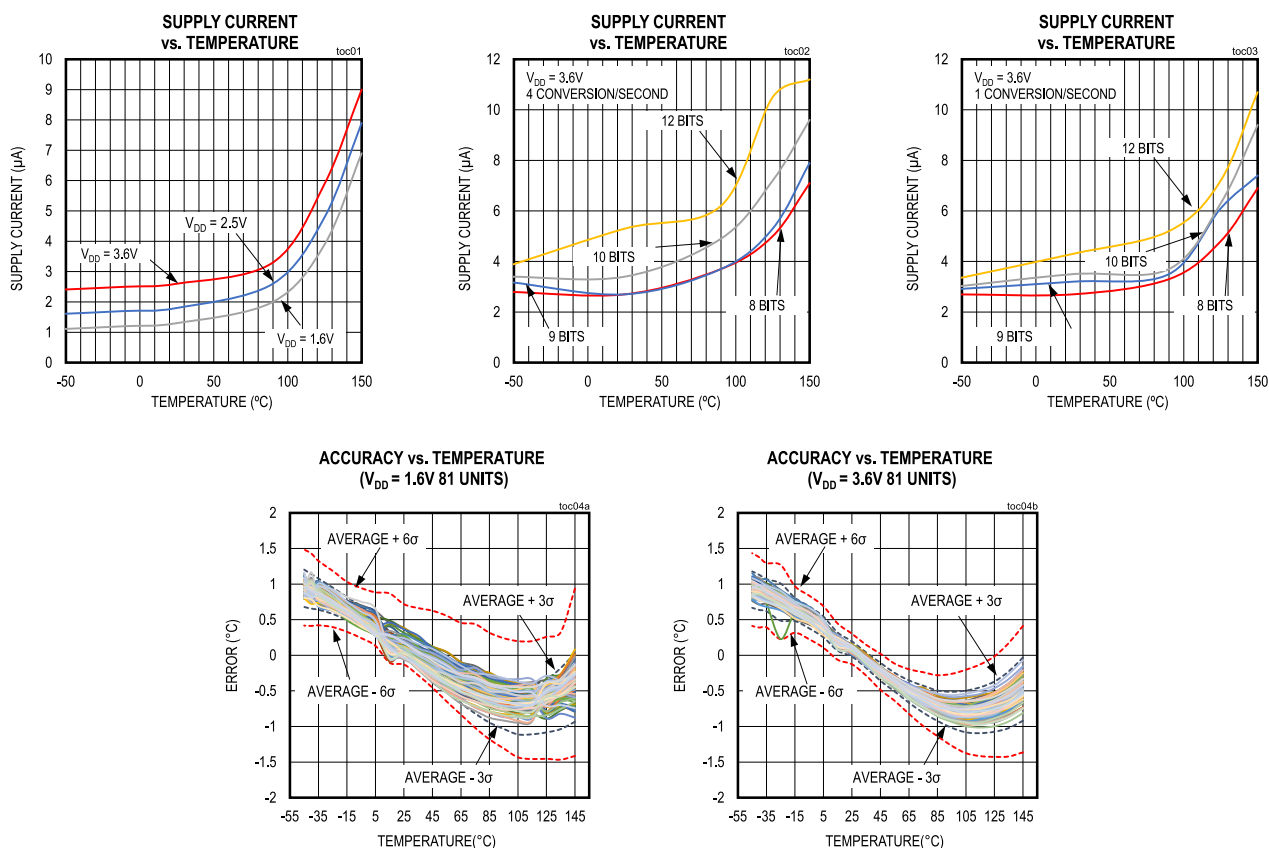 SUPPLY CURRENT
vs. TEMPERATURE
toc01
10
9
8
7
6
5
4
3
2
1
0
SUPPLY CURRENT (µA)
V_DD = 2.5V
V_DD = 3.6V
V_DD = 1.6V
-50 0 50 100 150
TEMPERATURE (ºC)
SUPPLY CURRENT
vs. TEMPERATURE
toc02
12
10
8
6
4
2
0
SUPPLY CURRENT (µA)
V_DD = 3.6V
4 CONVERSION/SECOND
12 BITS
10 BITS
8 BITS
9 BITS
-50 0 50 100 150
TEMPERATURE (ºC)
SUPPLY CURRENT
vs. TEMPERATURE
toc03
12
10
8
6
4
2
0
SUPPLY CURRENT (µA)
V_DD = 3.6V
1 CONVERSION/SECOND
12 BITS
10 BITS
8 BITS
9 BITS
-50 0 50 100 150
TEMPERATURE (ºC)
ACCURACY vs. TEMPERATURE
(V_DD = 1.6V 81 UNITS)
toc04a
2
1.5
1
0.5
0
-0.5
-1
-1.5
-2
ERROR (°C)
AVERAGE + 6σ
AVERAGE + 3σ
AVERAGE - 6σ
AVERAGE - 3σ
-55 -35 -15 5 25 45 65 85 105 125 145
TEMPERATURE(°C)
ACCURACY vs. TEMPERATURE
(V_DD = 3.6V 81 UNITS)
toc04b
2
1.5
1
0.5
0
-0.5
-1
-1.5
-2
ERROR (°C)
AVERAGE + 6σ
AVERAGE + 3σ
AVERAGE - 6σ
AVERAGE - 3σ
-55 -35 -15 5 25 45 65 85 105 125 145
TEMPERATURE(°C)